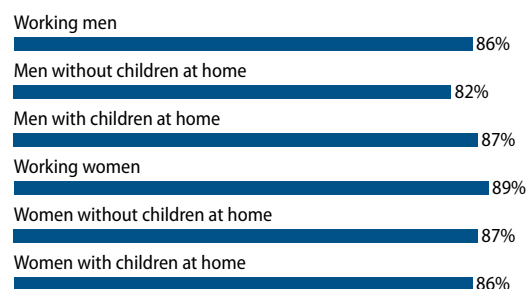 Working men
86%
Men without children at home
82%
Men with children at home
87%
Working women
89%
Women without children at home
87%
Women with children at home
86%